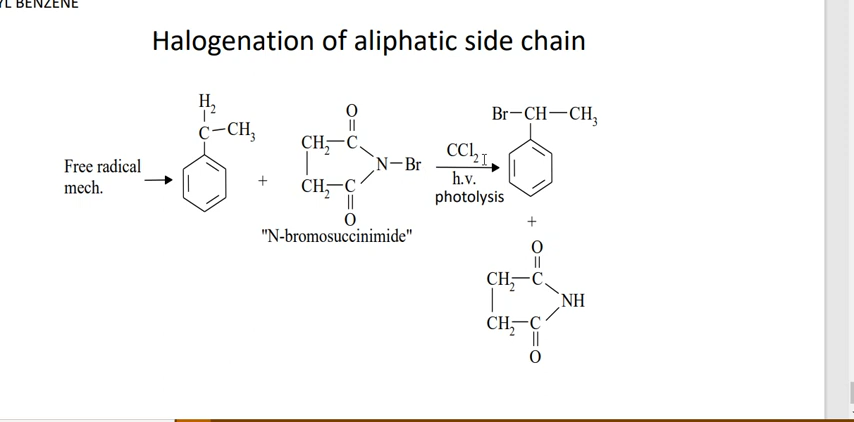 YL BENZENE
Halogenation of aliphatic side chain
H₂
C–CH₃
Free radical
mech.
+
O
CH₂–C
N–Br
CH₂–C
O
"N-bromosuccinimide"
CCl₂
h.v.
photolysis
Br–CH–CH₃
+
O
CH₂–C
NH
CH₂–C
O